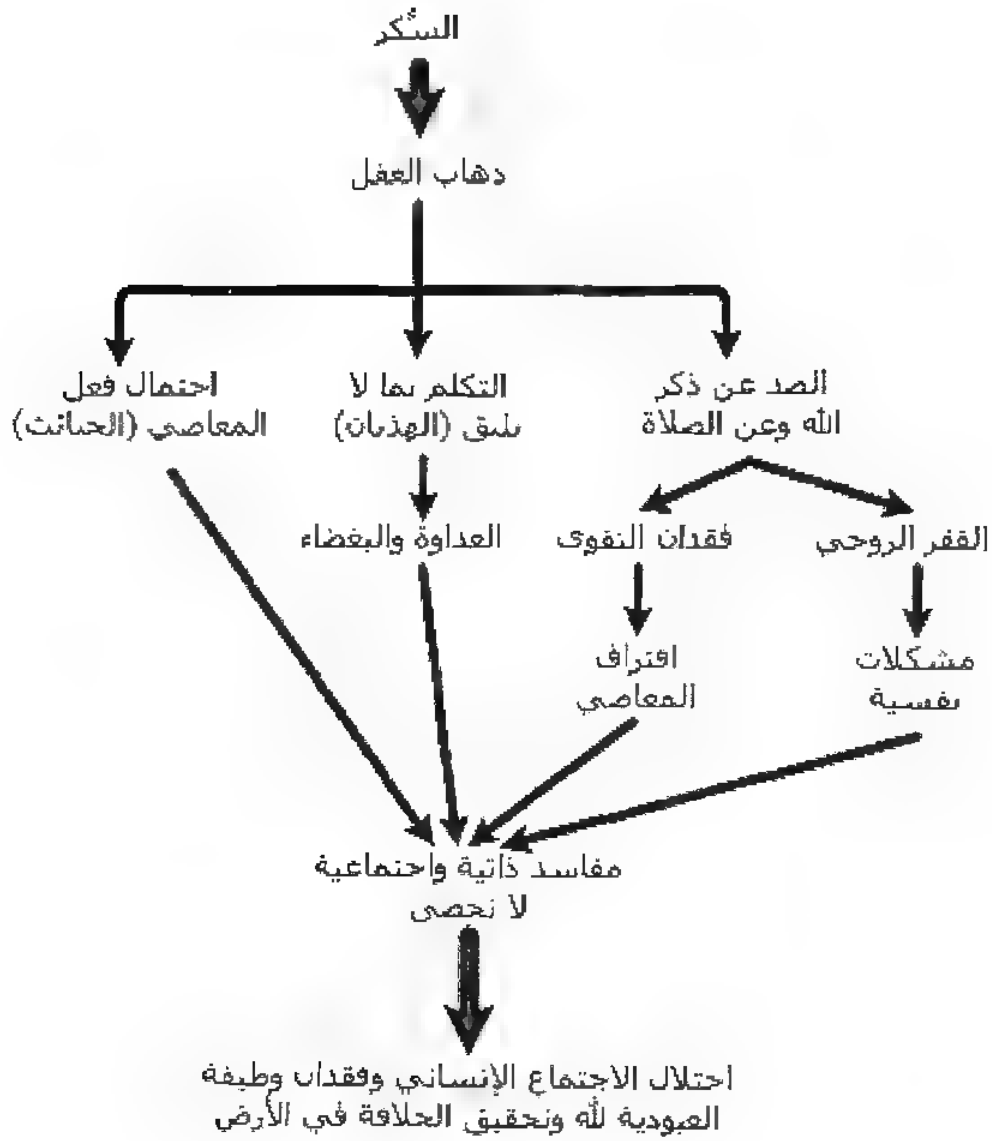 السُّكر
ذهاب العقل
الصد عن ذكر
الله وعن الصلاة
التكلم بما لا
يليق (الهذيان)
احتمال فعل
المعاصي (الخبائث)
القفر الروحي
فقدان التقوى
العداوة والبغضاء
مشكلات
نفسية
اقتراف
المعاصي
مفاسد ذاتية واجتماعية
لا تحصى
اختلال الاجتماع الإنساني وفقدان وظيفة
العبودية لله وتحقيق الخلافة في الأرض